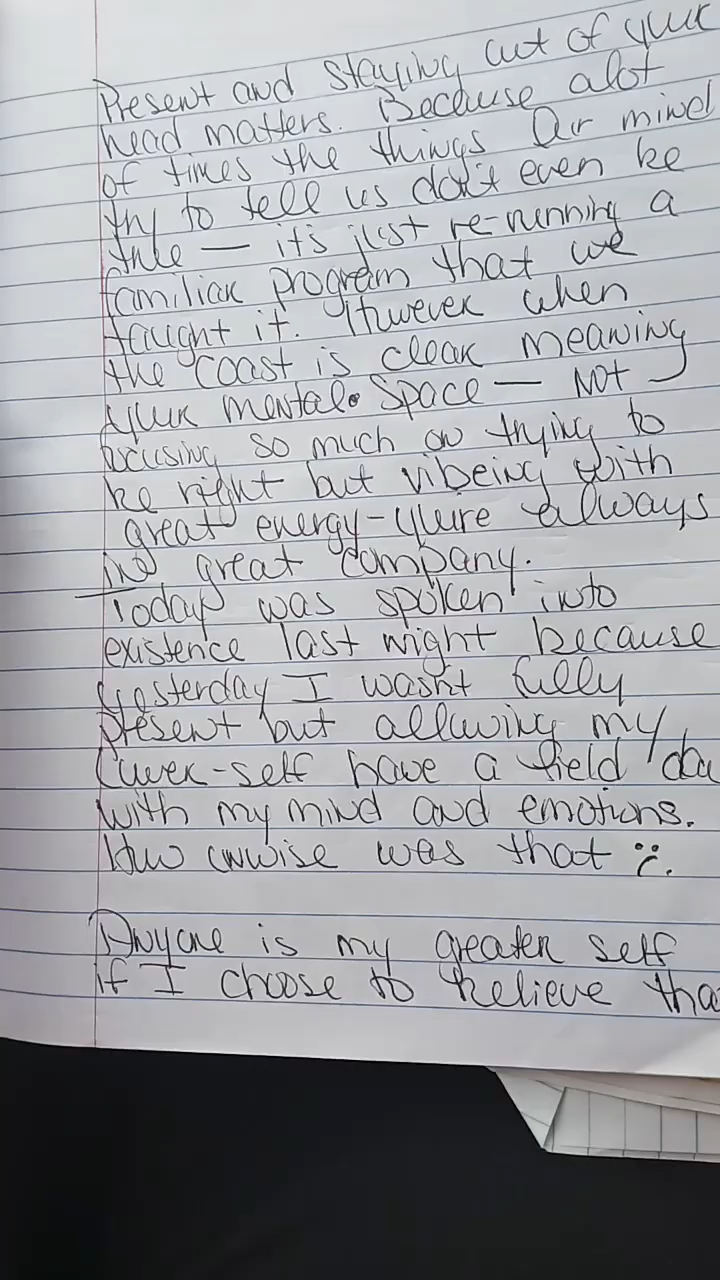 Present and staying out of your
head matters. Because alot
of times the things Our mind
try to tell us don't even be
true — it's just re-running a
familiar program that we
taught it. However when
the coast is clear meaning
your mental space — Not
focusing so much on trying to
be right but vibeing with
great energy-you're always
in great company.
Today was spoken into
existence last night because
yesterday I wasn't fully
present but allowing my
lower-self have a field da
with my mind and emotions.
How unwise was that :(.
Anyone is my greater self
if I choose to believe tha